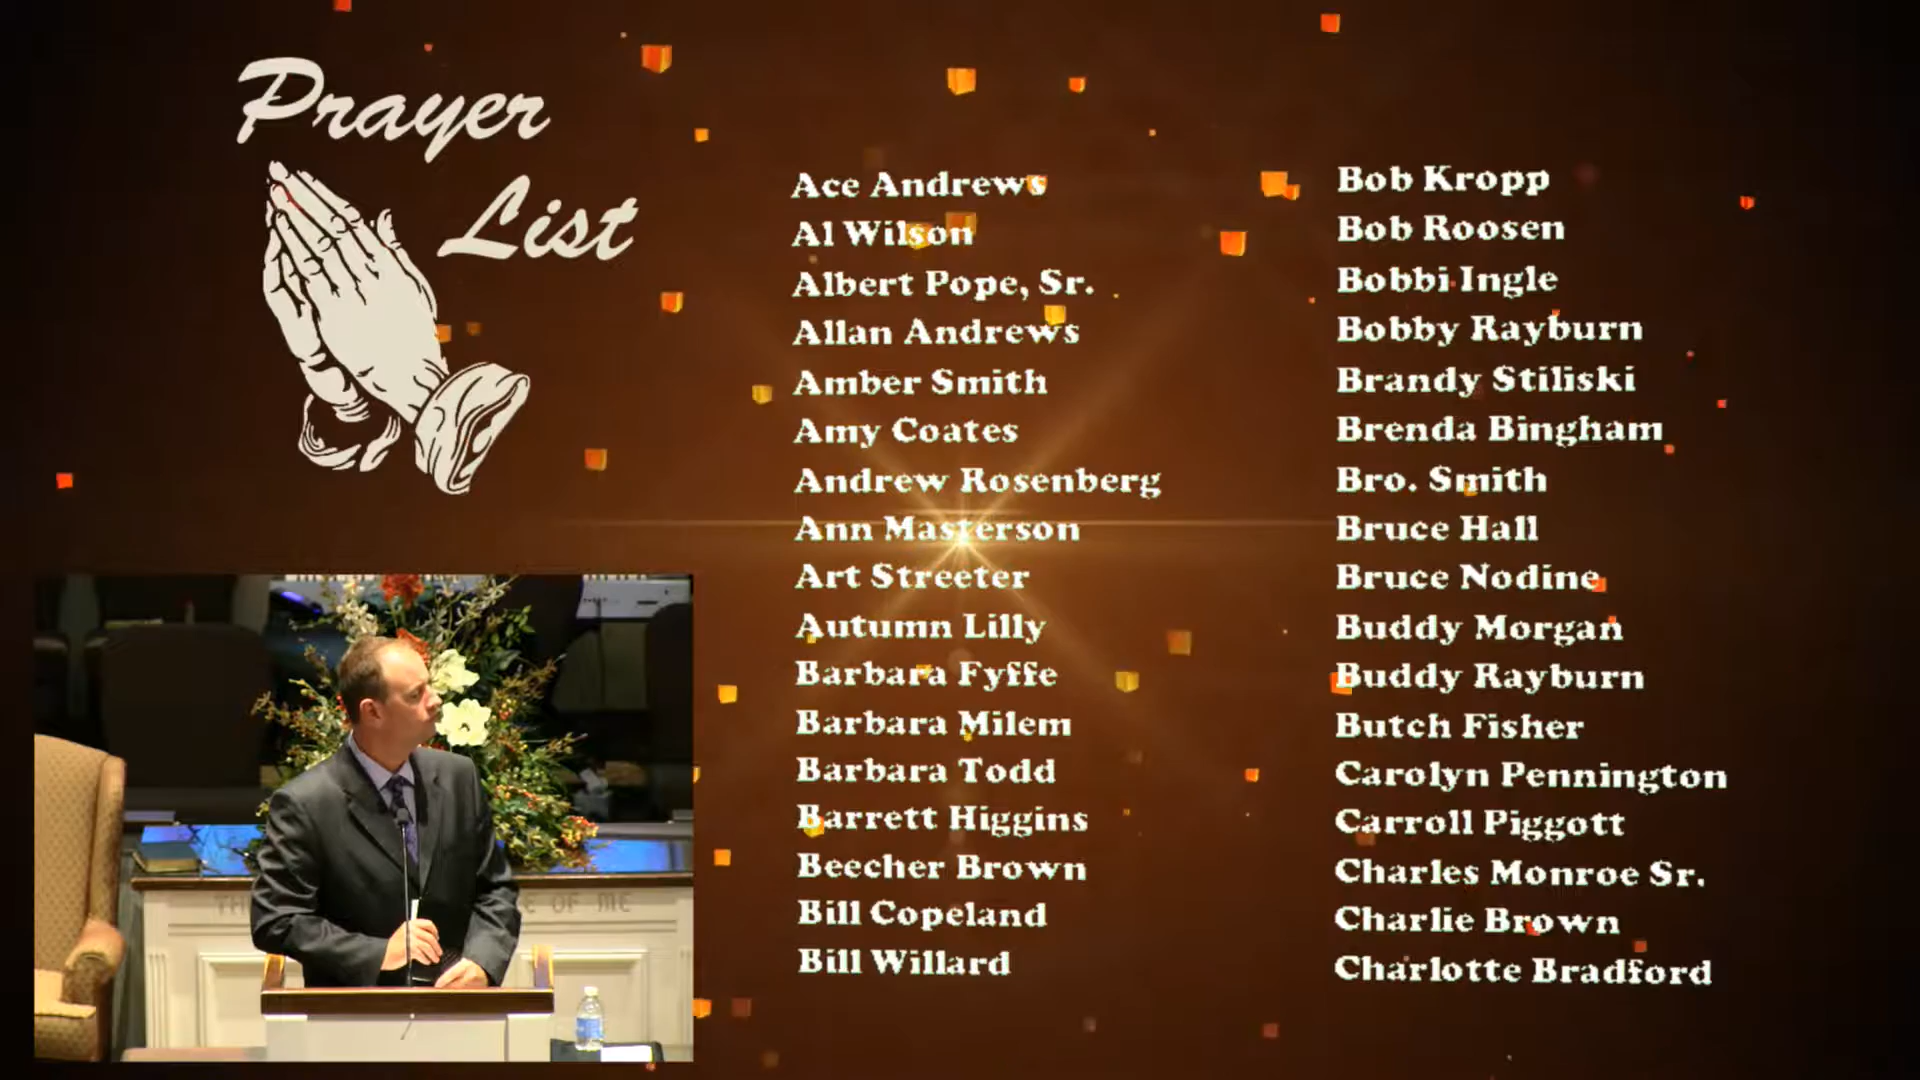 Prayer
List
Ace Andrews
Al Wilson
Albert Pope, Sr.
Allan Andrews
Amber Smith
Amy Coates
Andrew Rosenberg
Ann Masterson
Art Streeter
Autumn Lilly
Barbara Fyffe
Barbara Milem
Barbara Todd
Barrett Higgins
Beecher Brown
Bill Copeland
Bill Willard
Bob Kropp
Bob Roosen
Bobbi Ingle
Bobby Rayburn
Brandy Stiliski
Brenda Bingham
Bro. Smith
Bruce Hall
Bruce Nodine
Buddy Morgan
Buddy Rayburn
Butch Fisher
Carolyn Pennington
Carroll Piggott
Charles Monroe Sr.
Charlie Brown
Charlotte Bradford
OF ME